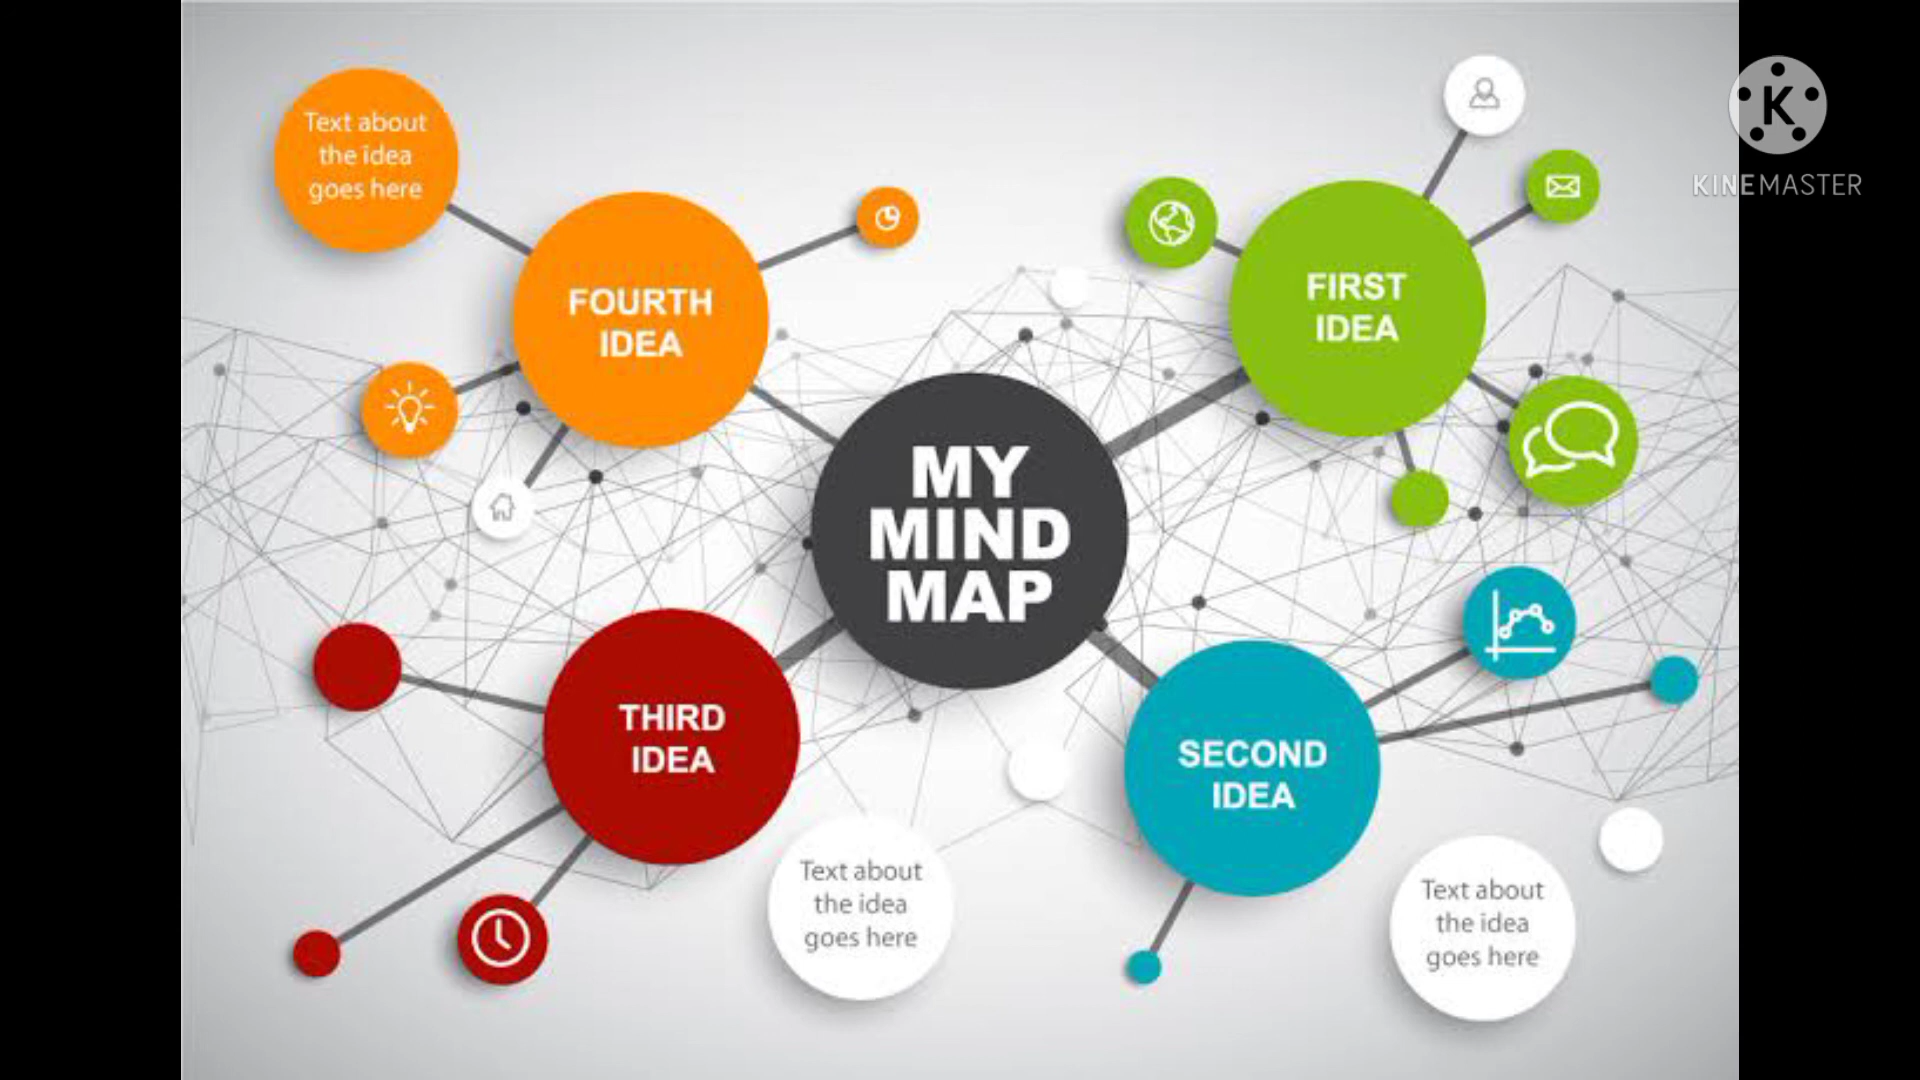 Text about
the idea
goes here
FOURTH
IDEA
FIRST
IDEA
K
KINEMASTER
MY
MIND
MAP
THIRD
IDEA
SECOND
IDEA
Text about
the idea
goes here
Text about
the idea
goes here